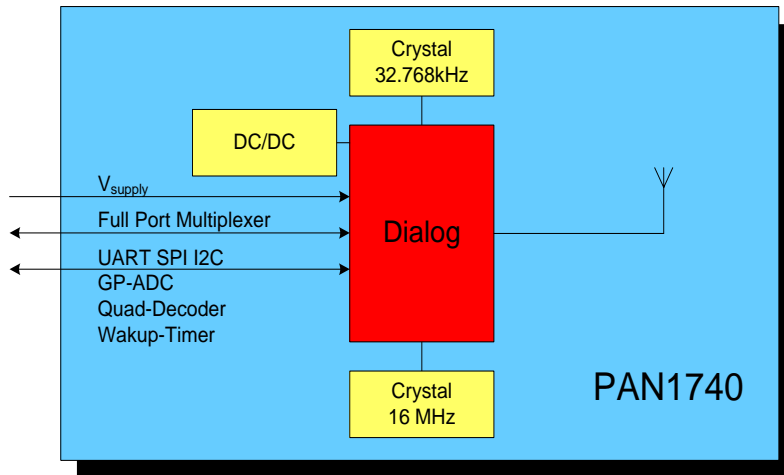 Crystal
32.768kHz
DC/DC
Vsupply
Full Port Multiplexer
Dialog
UART SPI I2C
GP-ADC
Quad-Decoder
Wakup-Timer
Crystal
16 MHz
PAN1740